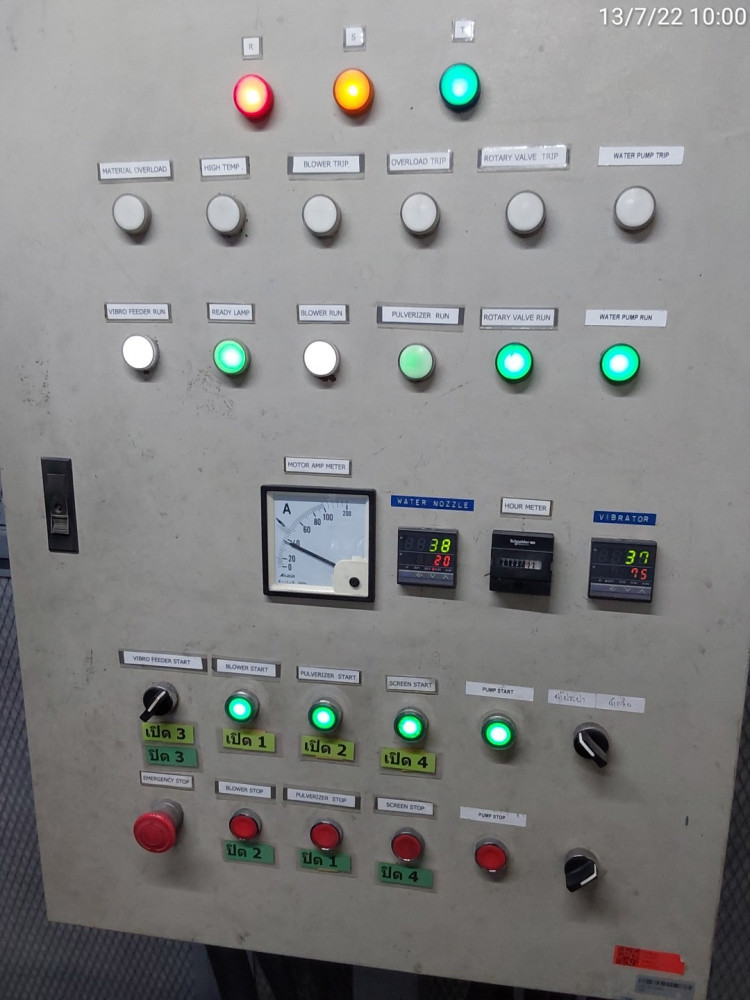 13/7/22 10:00
R
S
T
MATERIAL OVERLOAD
HIGH TEMP.
BLOWER TRIP
OVERLOAD TRIP
ROTARY VALVE TRIP
WATER PUMP TRIP
VIBRO FEEDER RUN
READY LAMP
BLOWER RUN
PULVERIZER RUN
ROTARY VALVE RUN
WATER PUMP RUN
MOTOR AMP METER
WATER NOZZLE
HOUR METER
VIBRATOR
A
0
20
40
60
80
100
200
38
20
Schneider
37
75
VIBRO FEEDER START
BLOWER START
PULVERIZER START
SCREEN START
PUMP START
เปิด 3
เปิด 1
เปิด 2
เปิด 4
ปิด 3
EMERGENCY STOP
BLOWER STOP
PULVERIZER STOP
SCREEN STOP
PUMP STOP
ปิด 2
ปิด 1
ปิด 4